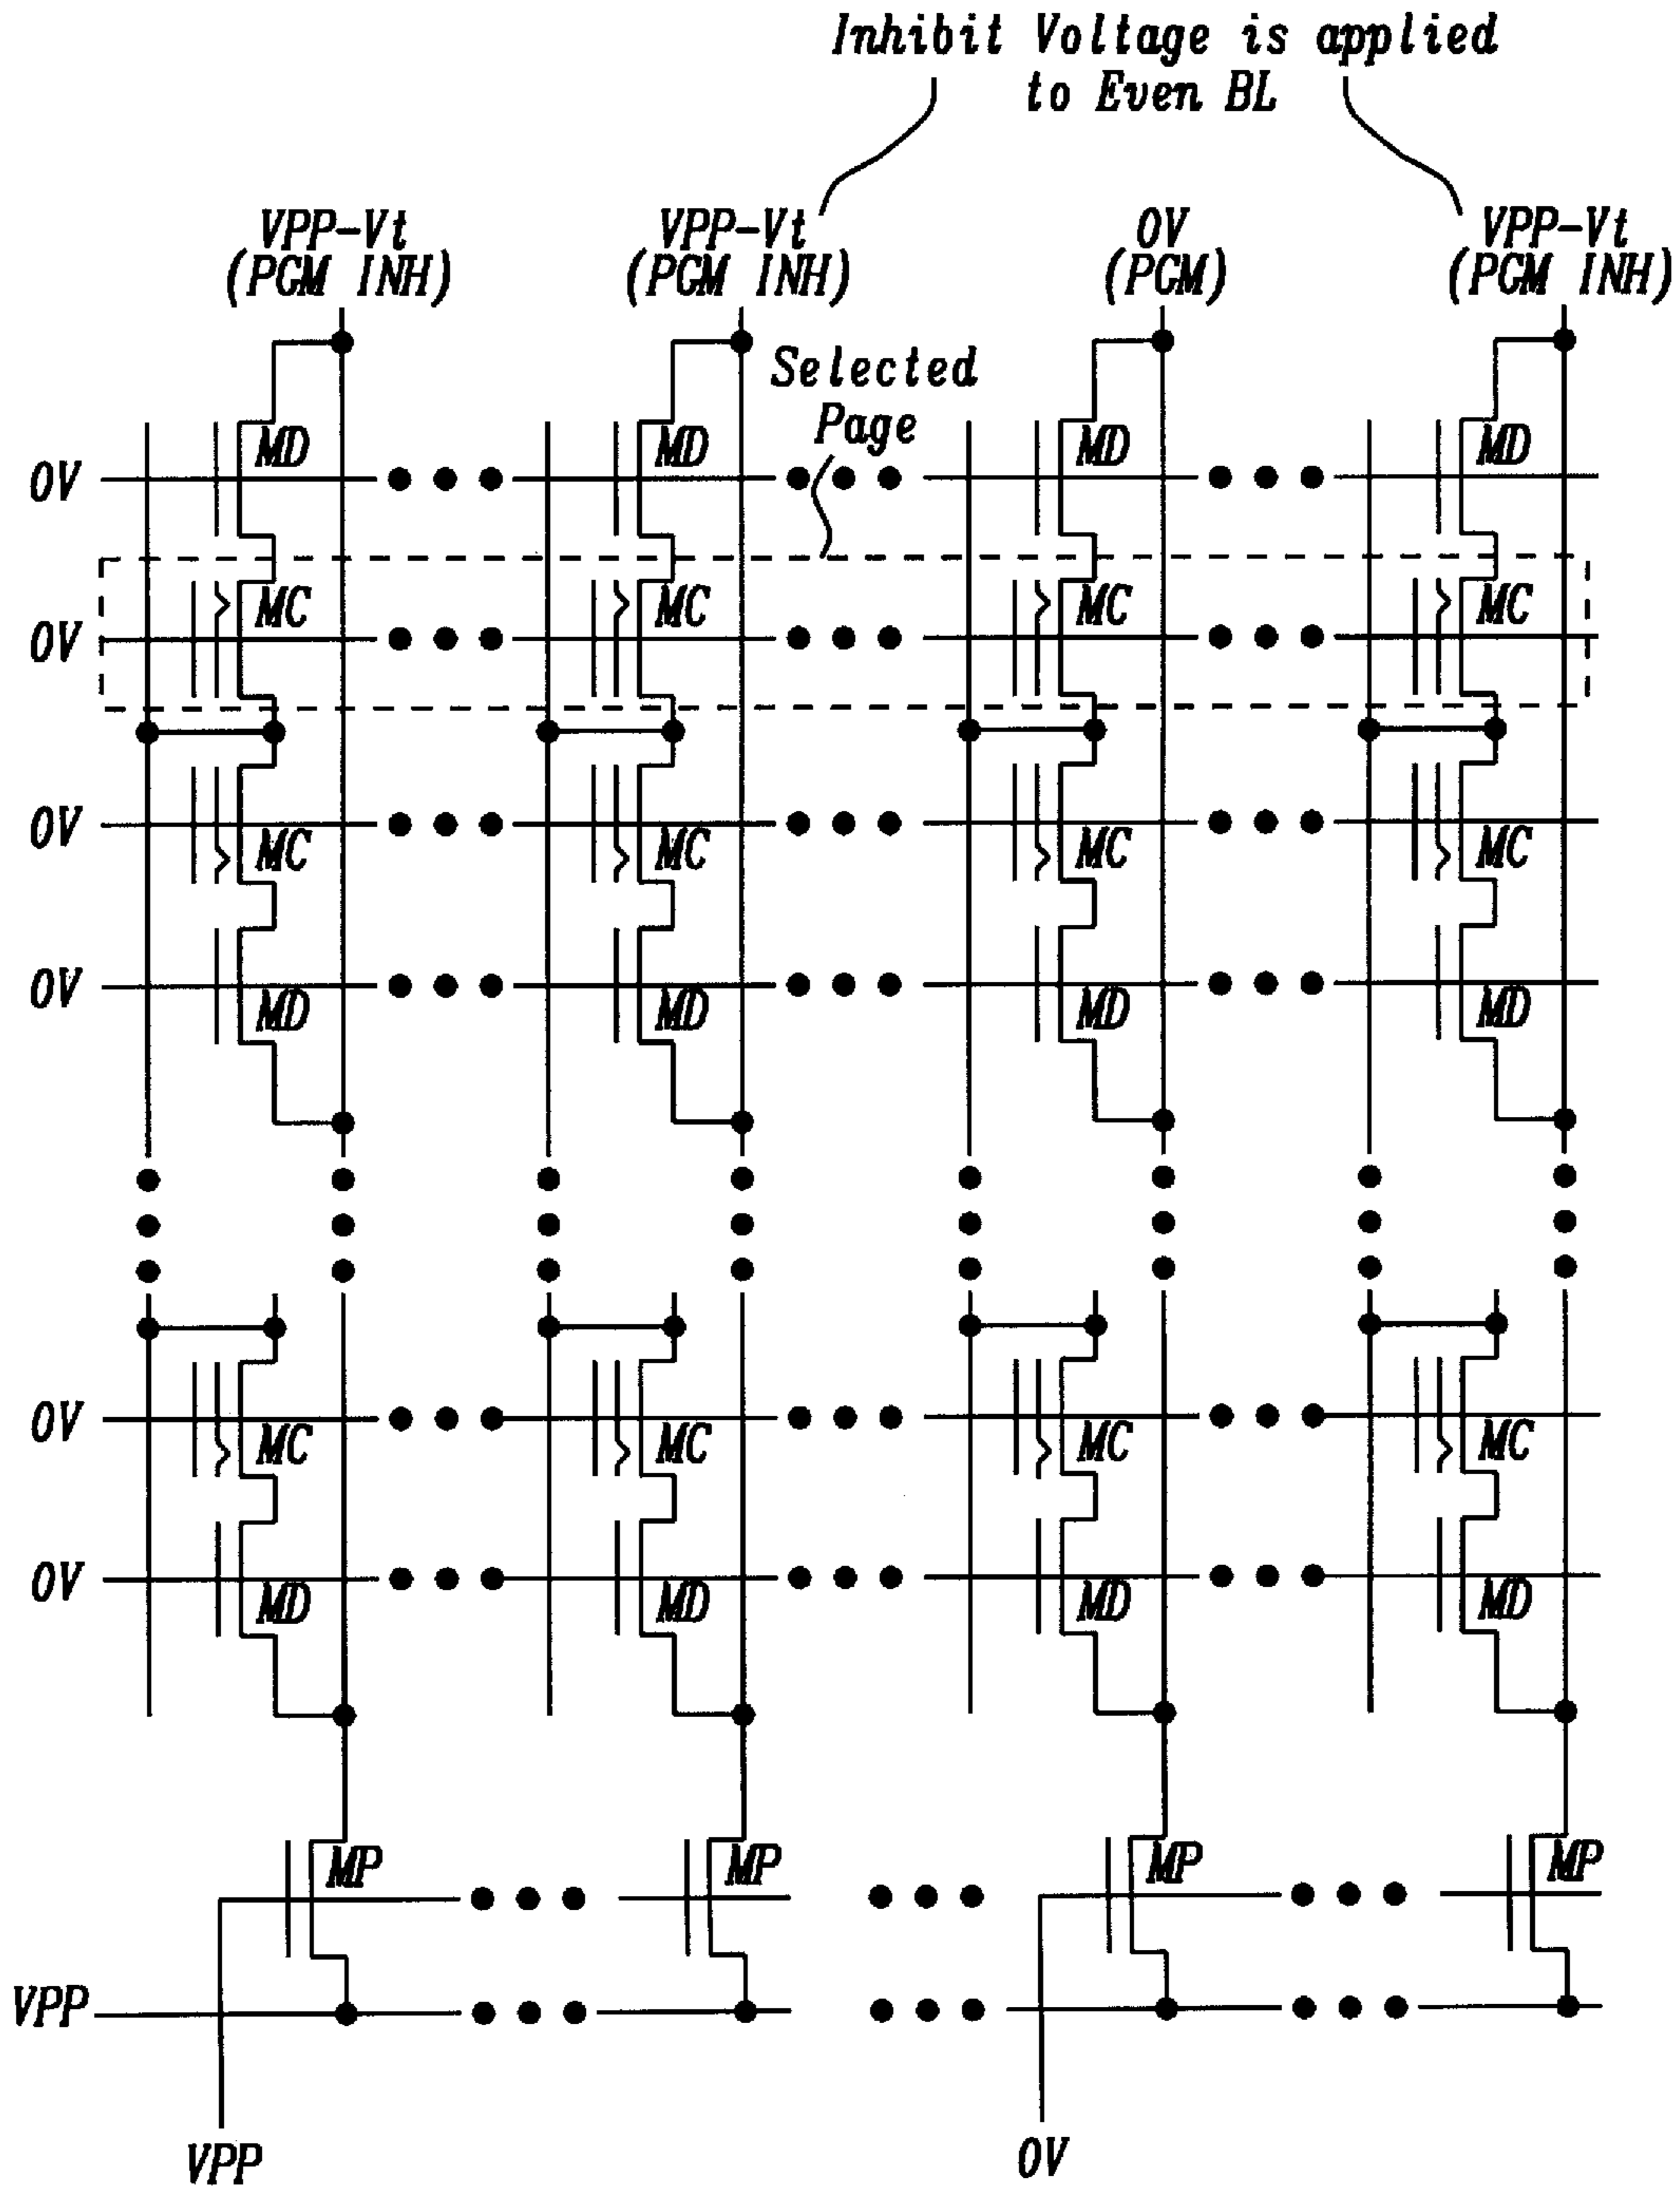 Inhibit Voltage is applied
to Even BL
VPP-Vt VPP-Vt 0V VPP-Vt
(PGM INH) (PGM INH) (PGM) (PGM INH)
Selected
Page
0V MD MD MD MD
0V MC MC MC MC
0V MC MC MC MC
0V MD MD MD MD
0V MC MC MC MC
0V MD MD MD MD
MP MP MP MP
VPP
VPP 0V